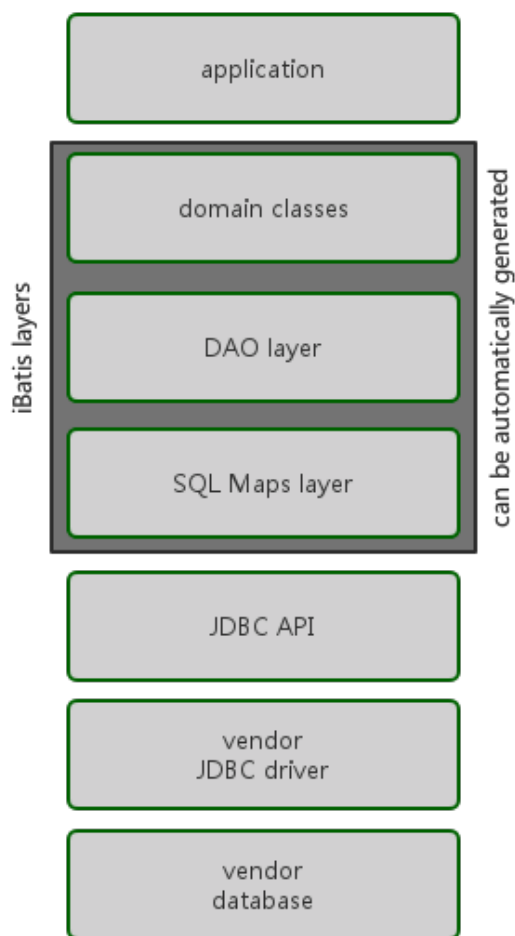 application
domain classes
iBatis layers
can be automatically generated
DAO layer
SQL Maps layer
JDBC API
vendor
JDBC driver
vendor
database